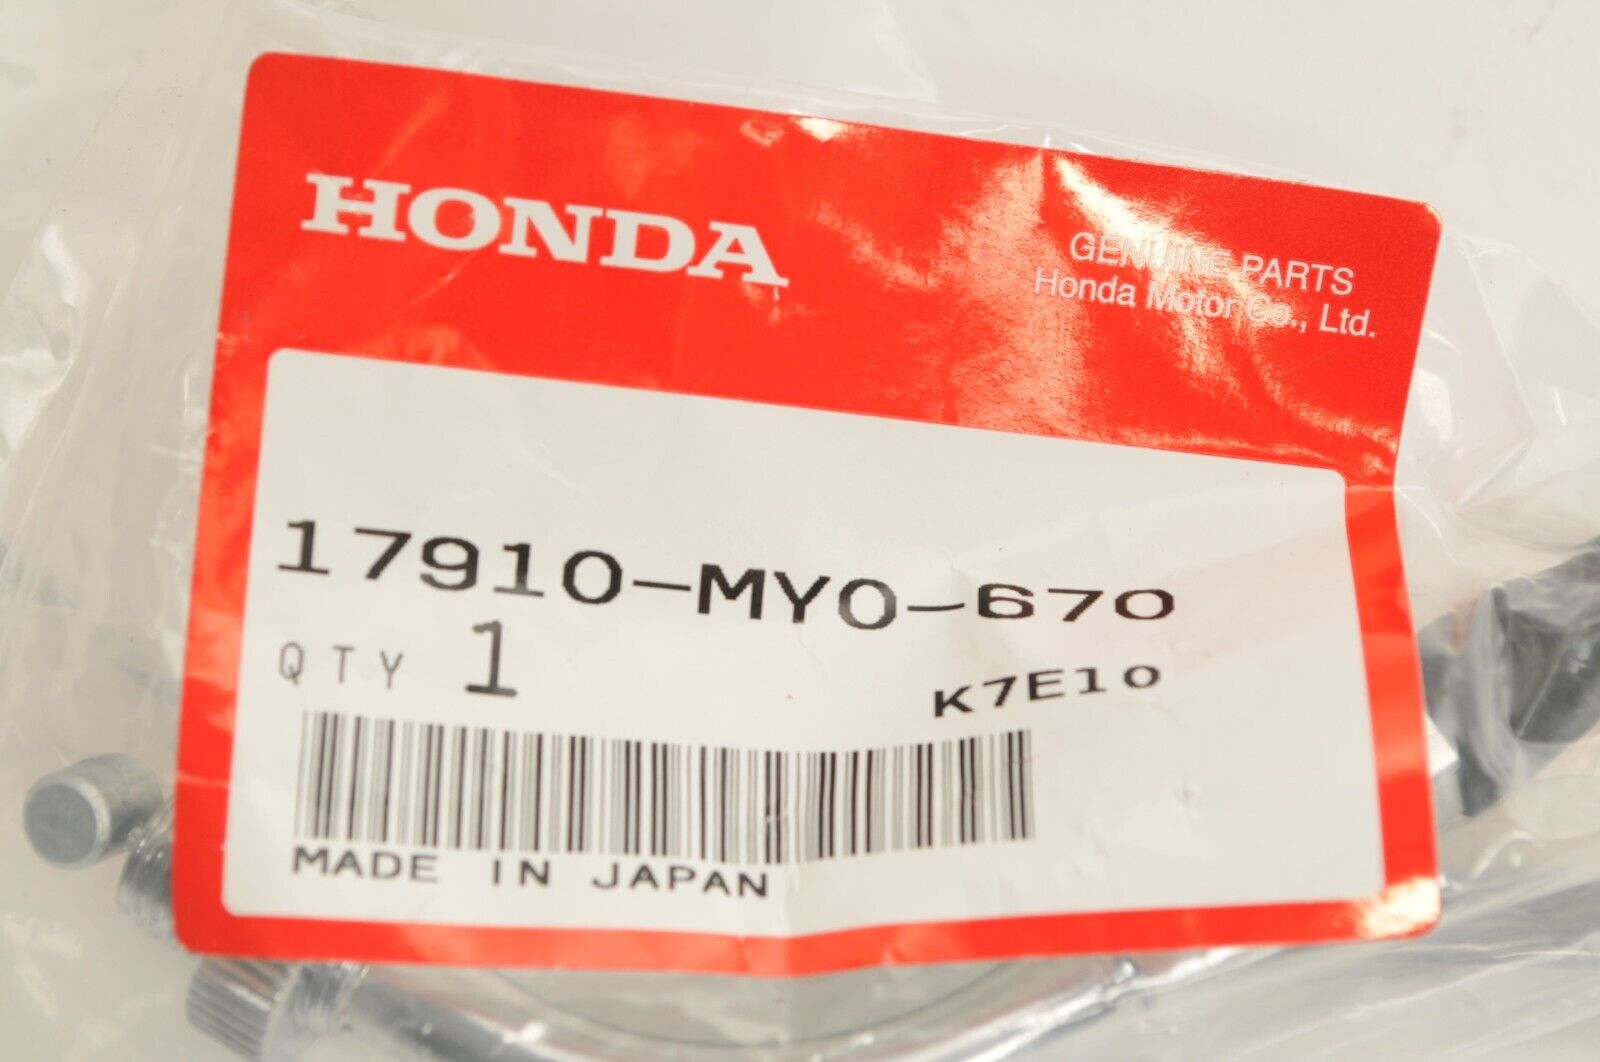 HONDA
GENUINE PARTS
Honda Motor Co., Ltd.
17910-MY0-670
QTY 1
K7E10
MADE IN JAPAN